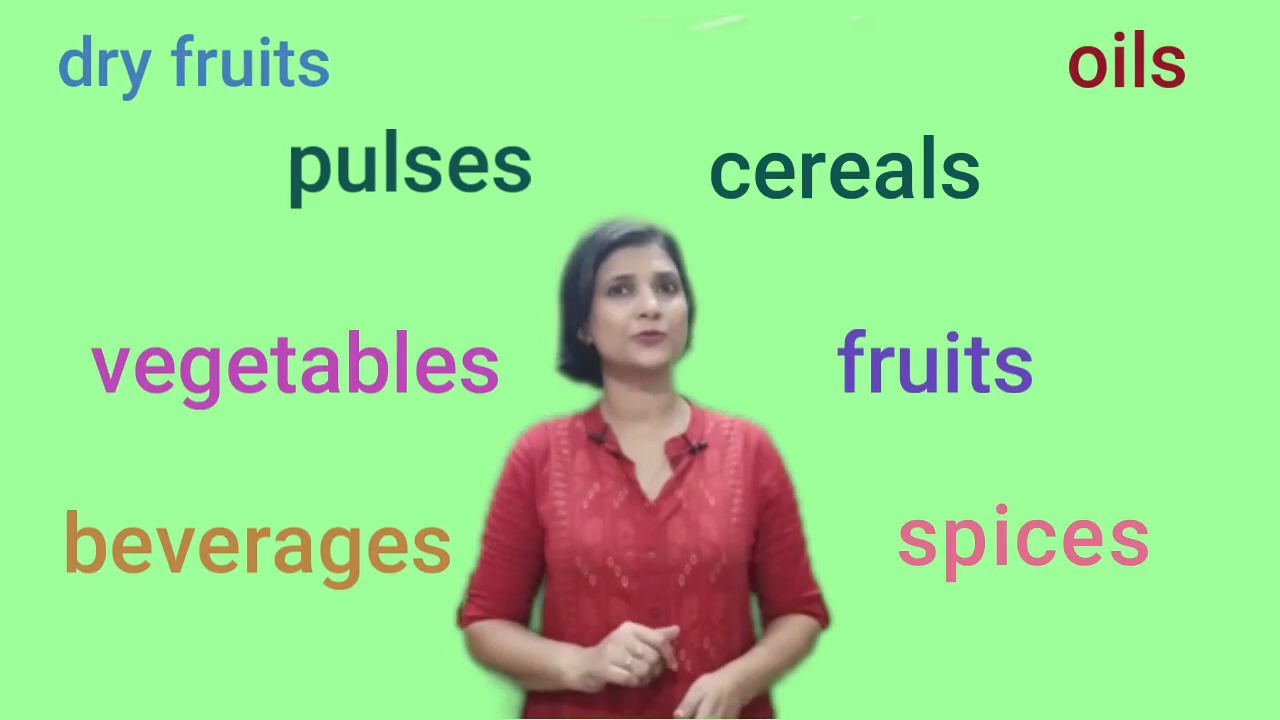 dry fruits
oils
pulses
cereals
vegetables
fruits
beverages
spices